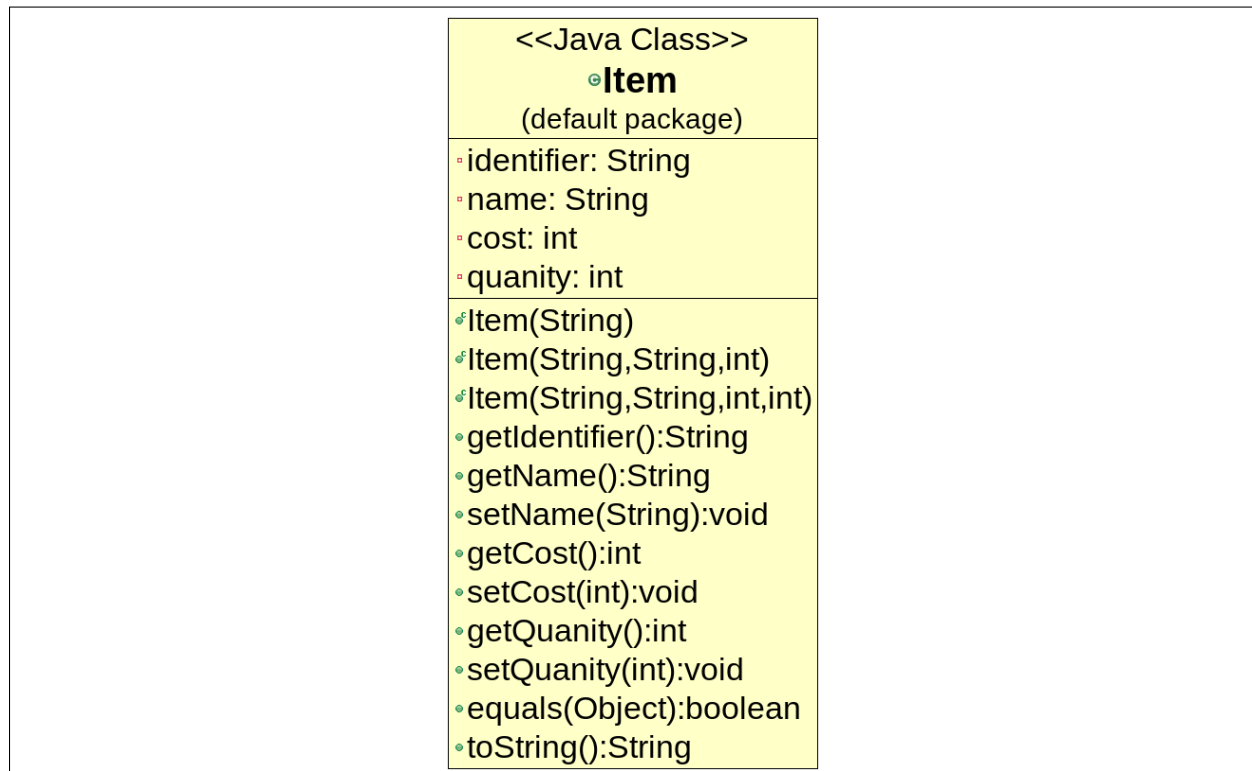 <<Java Class>>
Item
(default package)
identifier: String
name: String
cost: int
quanity: int
Item(String)
Item(String,String,int)
Item(String,String,int,int)
getIdentifier():String
getName():String
setName(String):void
getCost():int
setCost(int):void
getQuanity():int
setQuanity(int):void
equals(Object):boolean
toString():String